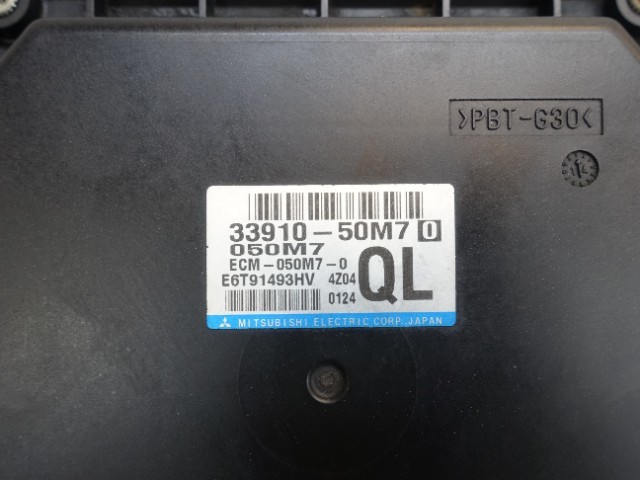 >PBT-G30<
33910-50M7 0
050M7
ECM-050M7-0
E6T91493HV 4Z04
0124
QL
MITSUBISHI ELECTRIC CORP., JAPAN